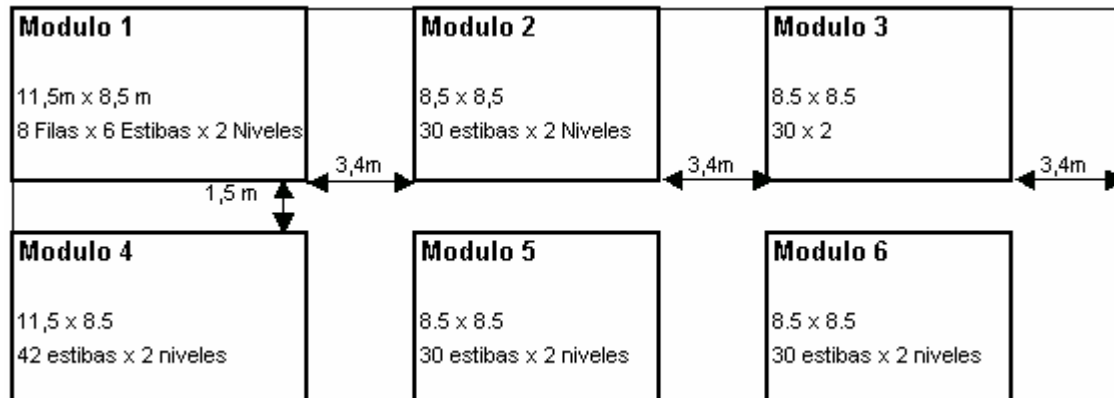 Modulo 1
11,5m x 8,5 m
8 Filas x 6 Estibas x 2 Niveles
Modulo 2
8,5 x 8,5
30 estibas x 2 Niveles
Modulo 3
8.5 x 8.5
30 x 2
3,4m
3,4m
3,4m
1,5 m
Modulo 4
11,5 x 8.5
42 estibas x 2 niveles
Modulo 5
8.5 x 8.5
30 estibas x 2 niveles
Modulo 6
8.5 x 8.5
30 estibas x 2 niveles